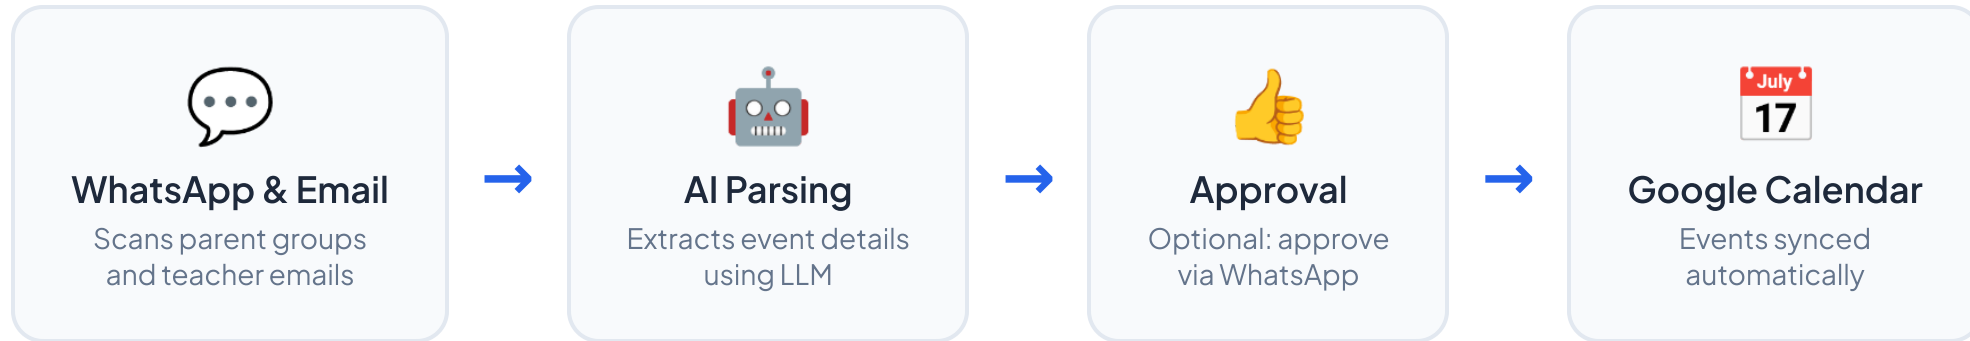 WhatsApp & Email
Scans parent groups
and teacher emails
→
AI Parsing
Extracts event details
using LLM
→
Approval
Optional: approve
via WhatsApp
→
July
17
Google Calendar
Events synced
automatically